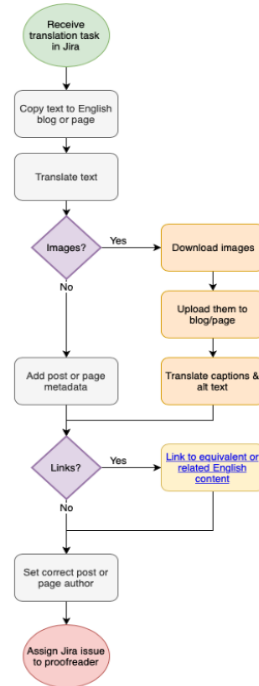 Receive
translation task
in Jira
Copy text to English
blog or page
Translate text
Images?
Yes
Download images
No
Upload them to
blog/page
Add post or page
metadata
Translate captions &
alt text
Links?
Yes
Link to equivalent or
related English
content
No
Set correct post or
page author
Assign Jira issue
to proofreader